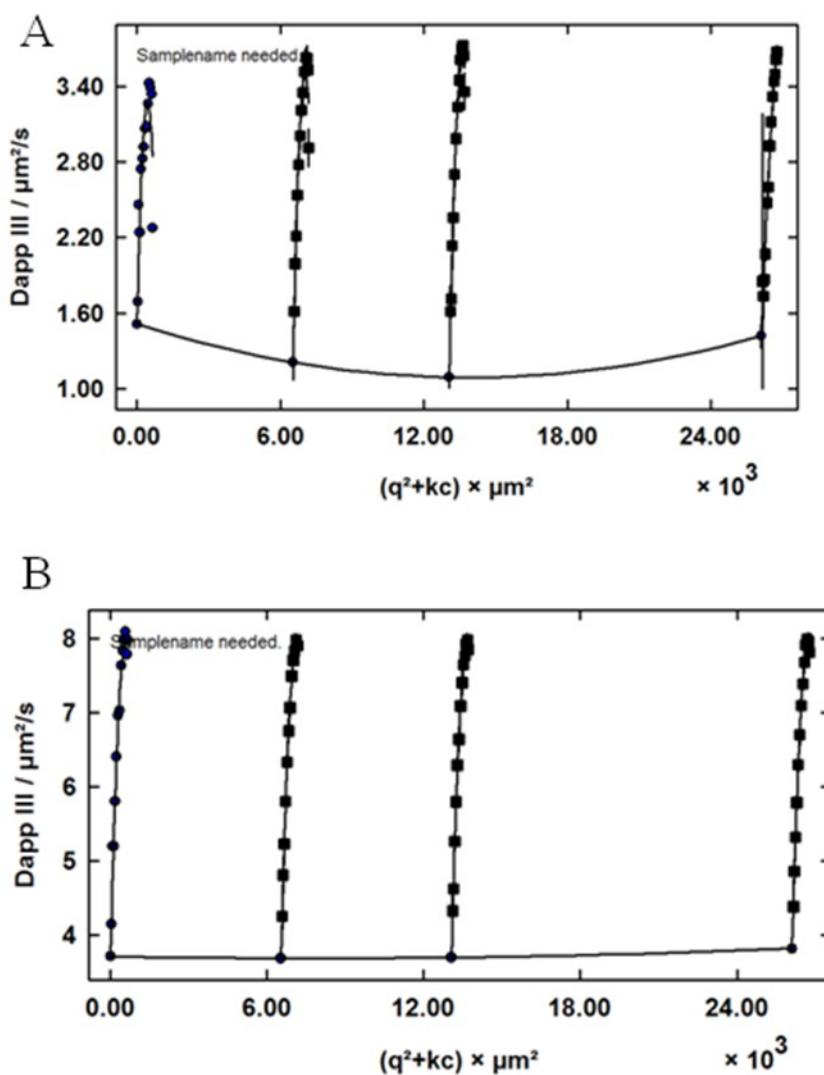 A
Samplename needed.
3.40
2.80
2.20
1.60
1.00
Dapp III / µm²/s
0.00 6.00 12.00 18.00 24.00
(q²+kc) × µm² × 10³
B
Samplename needed.
8
7
6
5
4
Dapp III / µm²/s
0.00 6.00 12.00 18.00 24.00
(q²+kc) × µm² × 10³